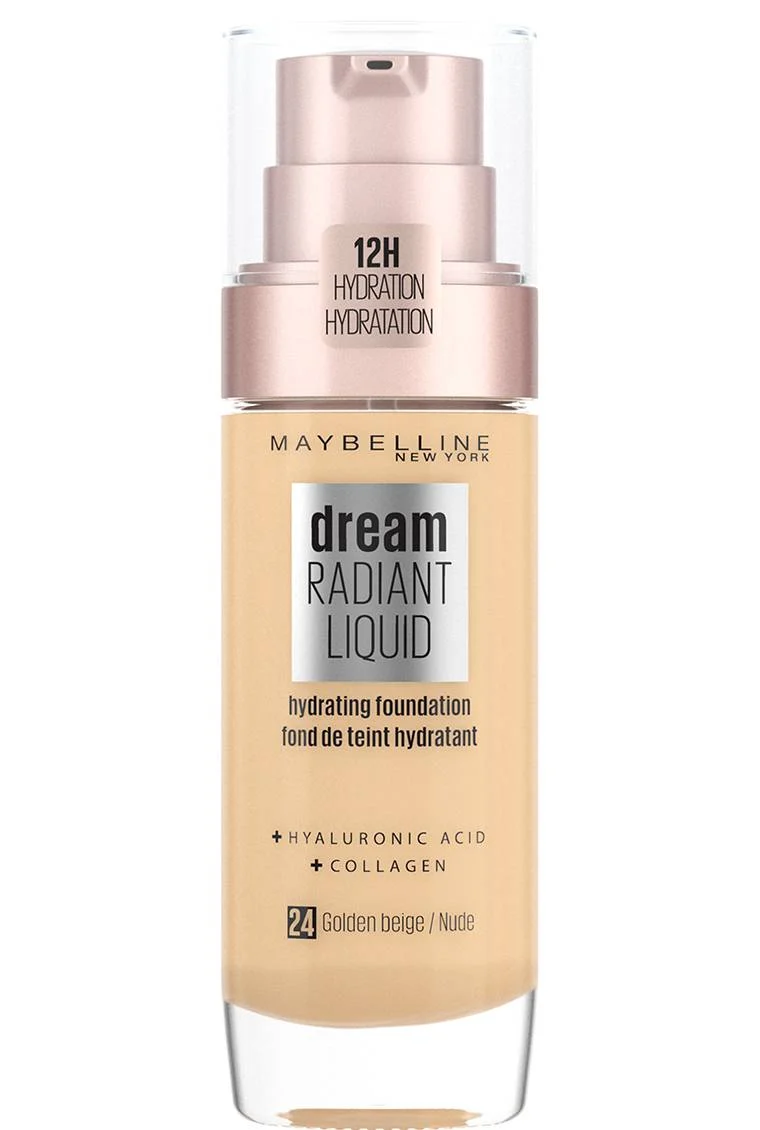 12H
HYDRATION
HYDRATATION
MAYBELLINE
NEW YORK
dream
RADIANT
LIQUID
hydrating foundation
fond de teint hydratant
+HYALURONIC ACID
+COLLAGEN
24 Golden beige / Nude